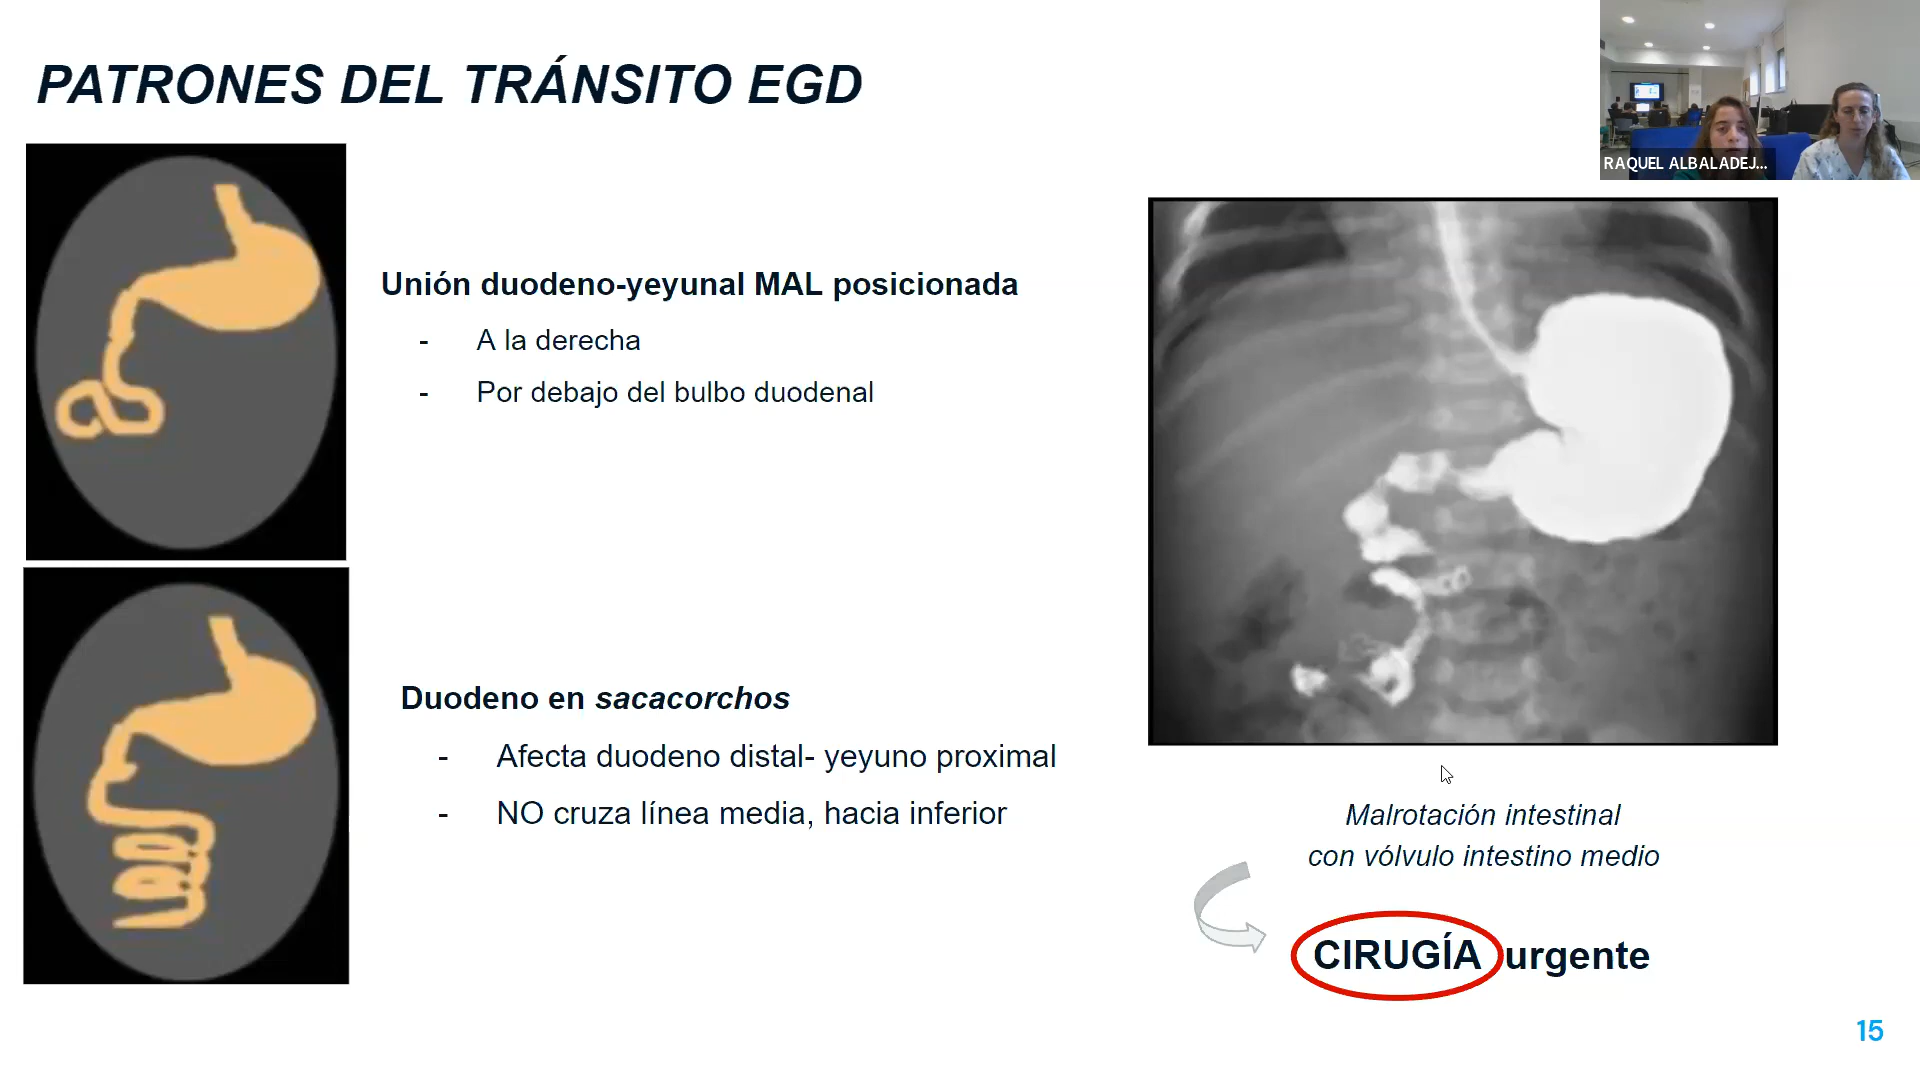 PATRONES DEL TRÁNSITO EGD
RAQUEL ALBALADEJ...
Unión duodeno-yeyunal MAL posicionada
- A la derecha
- Por debajo del bulbo duodenal
Duodeno en sacacorchos
- Afecta duodeno distal- yeyuno proximal
- NO cruza línea media, hacia inferior
Malrotación intestinal
con vólvulo intestino medio
CIRUGÍA urgente
15